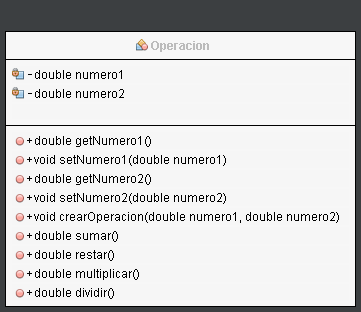 Operacion
- double numero1
- double numero2
+ double getNumero1()
+ void setNumero1(double numero1)
+ double getNumero2()
+ void setNumero2(double numero2)
+ void crearOperacion(double numero1, double numero2)
+ double sumar()
+ double restar()
+ double multiplicar()
+ double dividir()